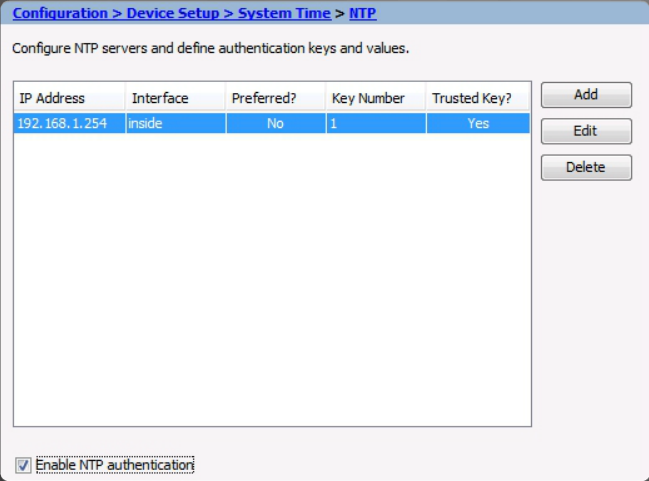 Configuration > Device Setup > System Time > NTP
Configure NTP servers and define authentication keys and values.
IP Address Interface Preferred? Key Number Trusted Key? Add
192.168.1.254 inside No 1 Yes
Edit
Delete
Enable NTP authentication